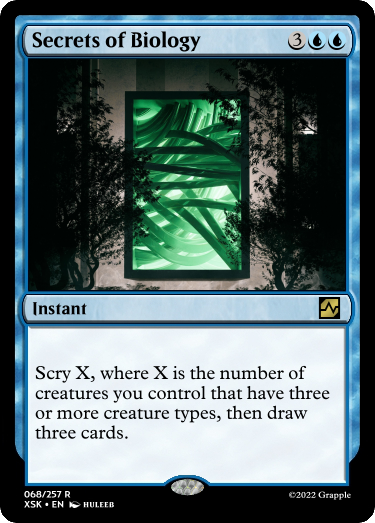 Secrets of Biology 3
Instant
Scry X, where X is the number of
creatures you control that have three
or more creature types, then draw
three cards.
068/257 R
XSK • EN HULEEB
©2022 Grapple